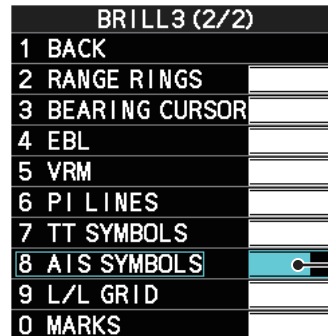 BRILL3 (2/2)
1 BACK
2 RANGE RINGS
3 BEARING CURSOR
4 EBL
5 VRM
6 PI LINES
7 TT SYMBOLS
8 AIS SYMBOLS
9 L/L GRID
0 MARKS